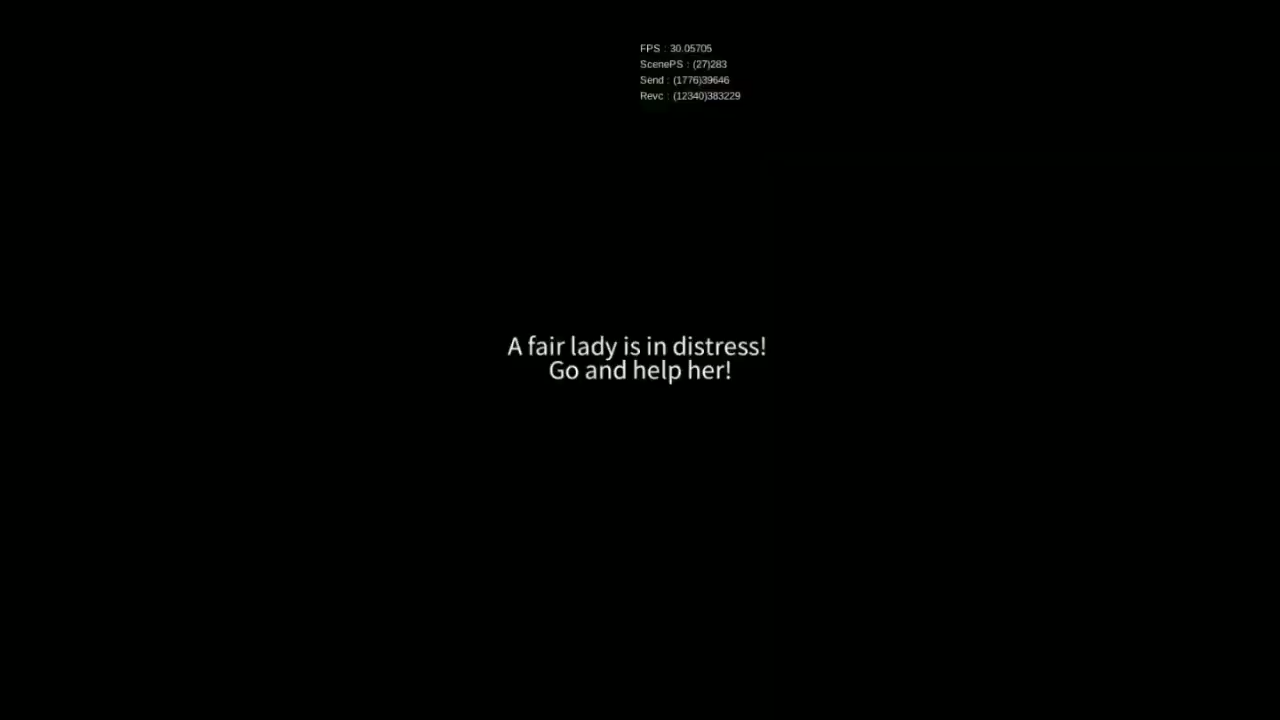 FPS : 30.05705
ScenePS : (27)283
Send : (1776)39646
Revc : (12340)383229
A fair lady is in distress!
Go and help her!